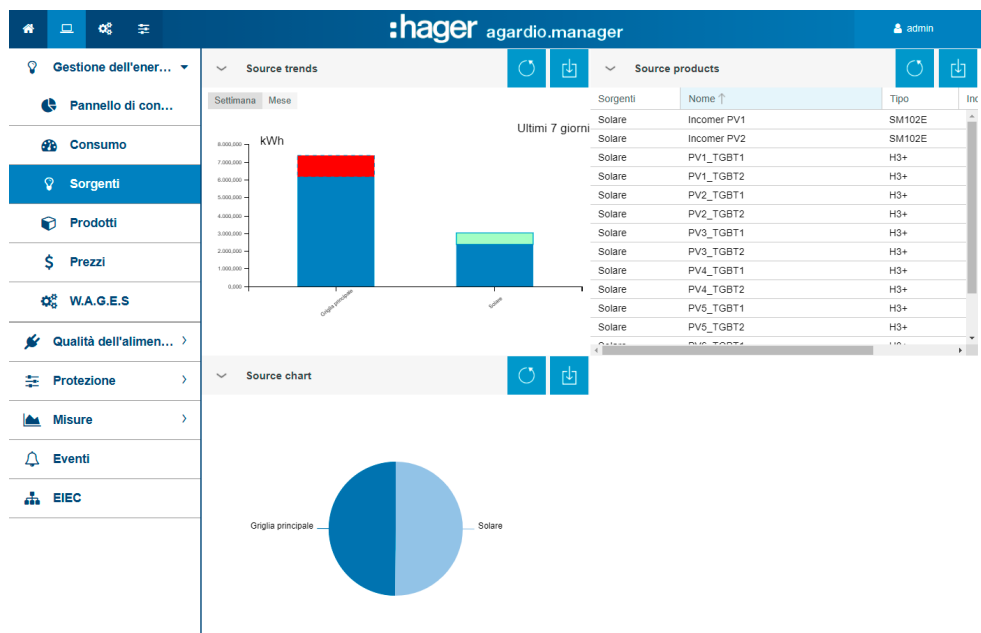 :hager agardio.manager
admin
Gestione dell'ener...
Pannello di con...
Consumo
Sorgenti
Prodotti
Prezzi
W.A.G.E.S
Qualità dell'alimen...
Protezione
Misure
Eventi
EIEC
Source trends
Settimana Mese
Ultimi 7 giorni
kWh
8.000,000
7.000,000
6.000,000
5.000,000
4.000,000
3.000,000
2.000,000
1.000,000
0,000
Griglia principale
Solare
Source products
Sorgenti Nome ↑ Tipo
Solare Incomer PV1 SM102E
Solare Incomer PV2 SM102E
Solare PV1_TGBT1 H3+
Solare PV1_TGBT2 H3+
Solare PV2_TGBT1 H3+
Solare PV2_TGBT2 H3+
Solare PV3_TGBT1 H3+
Solare PV3_TGBT2 H3+
Solare PV4_TGBT1 H3+
Solare PV4_TGBT2 H3+
Solare PV5_TGBT1 H3+
Solare PV5_TGBT2 H3+
Source chart
Griglia principale
Solare